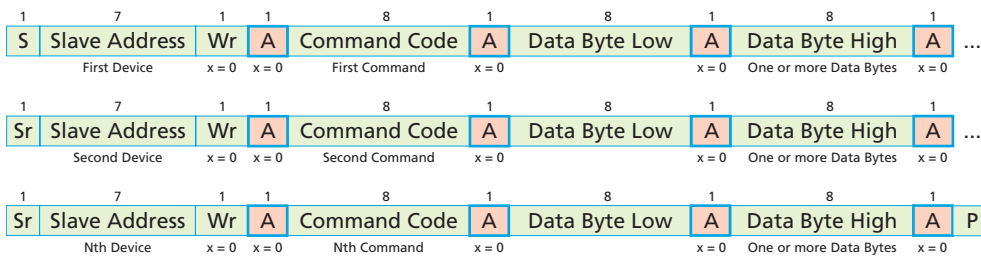 1 7 1 1 8 1 8 1 8 1
S Slave Address Wr A Command Code A Data Byte Low A Data Byte High A ...
First Device x = 0 x = 0 First Command x = 0 x = 0 One or more Data Bytes x = 0
1 7 1 1 8 1 8 1 8 1
Sr Slave Address Wr A Command Code A Data Byte Low A Data Byte High A ...
Second Device x = 0 x = 0 Second Command x = 0 x = 0 One or more Data Bytes x = 0
1 7 1 1 8 1 8 1 8 1
Sr Slave Address Wr A Command Code A Data Byte Low A Data Byte High A P
Nth Device x = 0 x = 0 Nth Command x = 0 x = 0 One or more Data Bytes x = 0